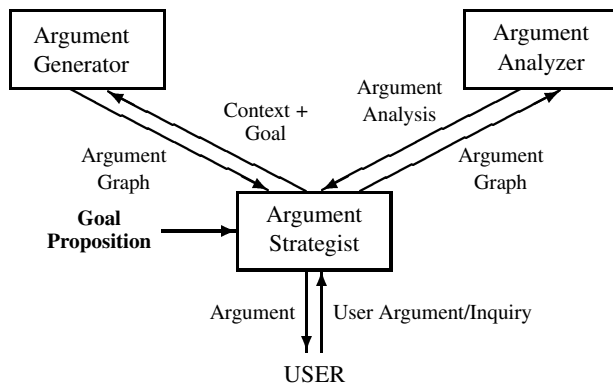 Argument
Generator
Argument
Analyzer
Context +
Goal
Argument
Analysis
Argument
Graph
Argument
Graph
Goal
Proposition
Argument
Strategist
Argument
User Argument/Inquiry
USER